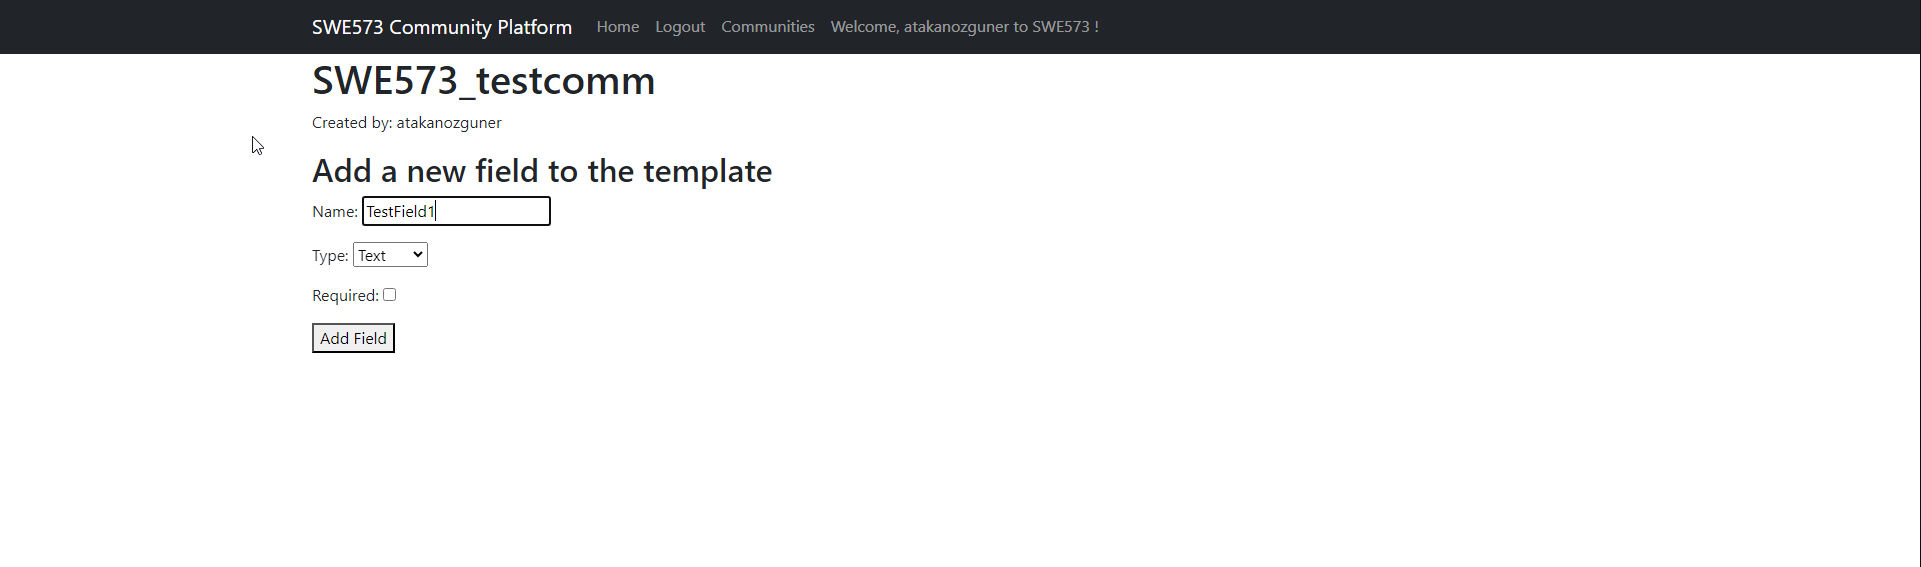 SWE573 Community Platform Home Logout Communities Welcome, atakanozguner to SWE573 !
SWE573_testcomm
Created by: atakanozguner
Add a new field to the template
Name: TestField1
Type: Text
Required:
Add Field